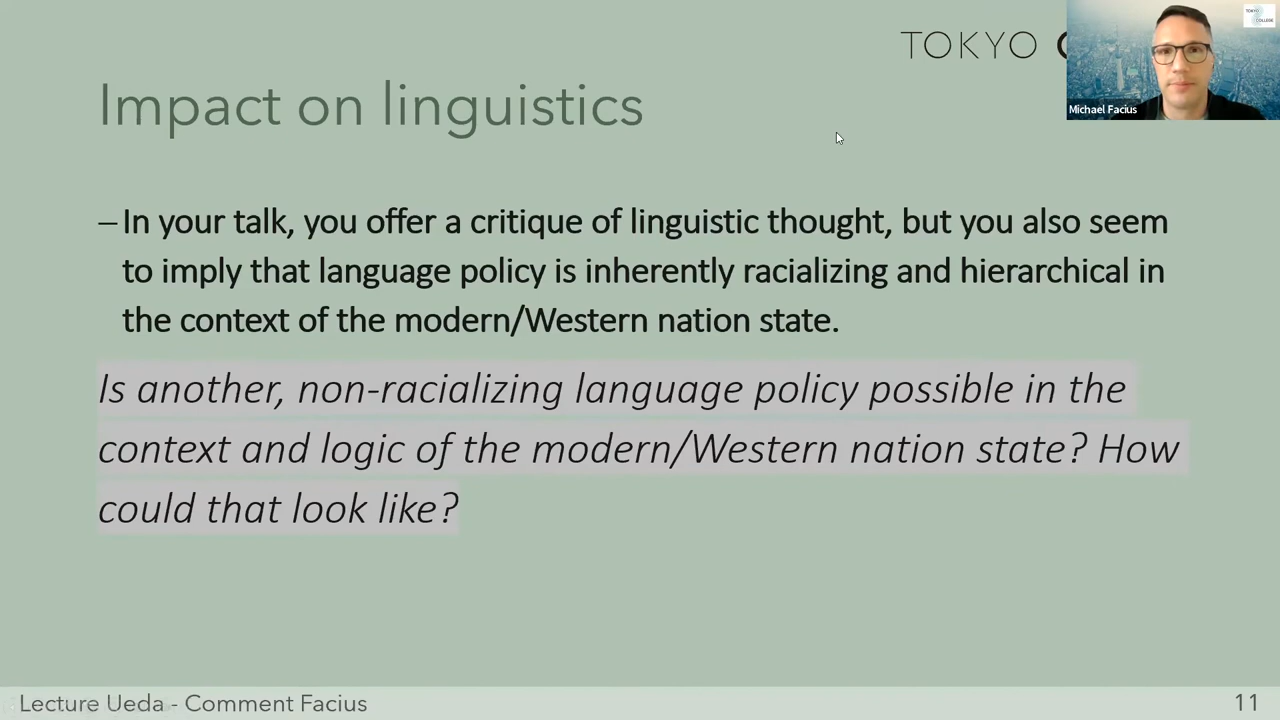 TOKYO
TOKYO
COLLEGE
Michael Facius
Impact on linguistics
– In your talk, you offer a critique of linguistic thought, but you also seem
to imply that language policy is inherently racializing and hierarchical in
the context of the modern/Western nation state.
Is another, non-racializing language policy possible in the
context and logic of the modern/Western nation state? How
could that look like?
Lecture Ueda - Comment Facius
11